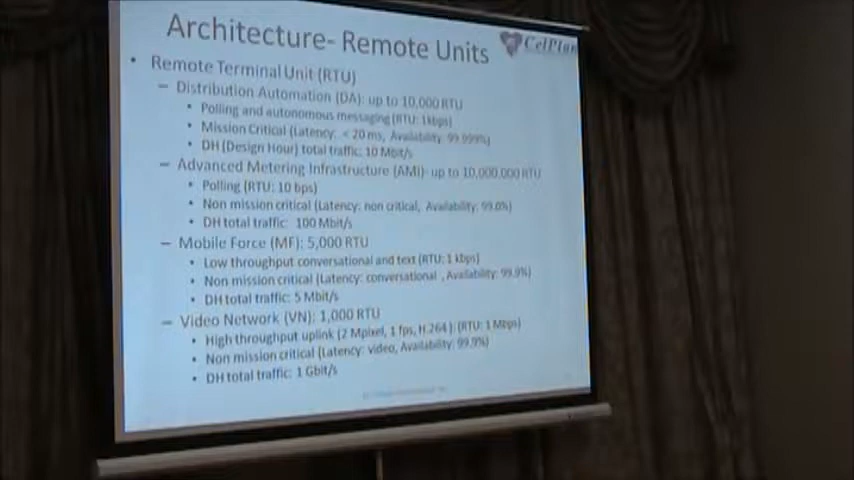 Architecture- Remote Units
CelPlan
• Remote Terminal Unit (RTU)
– Distribution Automation (DA): up to 10,000 RTU
• Polling and autonomous messaging (RTU: 1kbps)
• Mission Critical (Latency: < 20 ms, Availability: 99.999%)
• DH (Design Hour) total traffic: 10 Mbit/s
– Advanced Metering Infrastructure (AMI)- up to 10,000,000 RTU
• Polling (RTU: 10 bps)
• Non mission critical (Latency: non critical, Availability: 99.0%)
• DH total traffic: 100 Mbit/s
– Mobile Force (MF): 5,000 RTU
• Low throughput conversational and text (RTU: 1 kbps)
• Non mission critical (Latency: conversational , Availability: 99.9%)
• DH total traffic: 5 Mbit/s
– Video Network (VN): 1,000 RTU
• High throughput uplink (2 Mpixel, 1 fps, H.264 ): (RTU: 1 Mbps)
• Non mission critical (Latency: video, Availability: 99.9%)
• DH total traffic: 1 Gbit/s